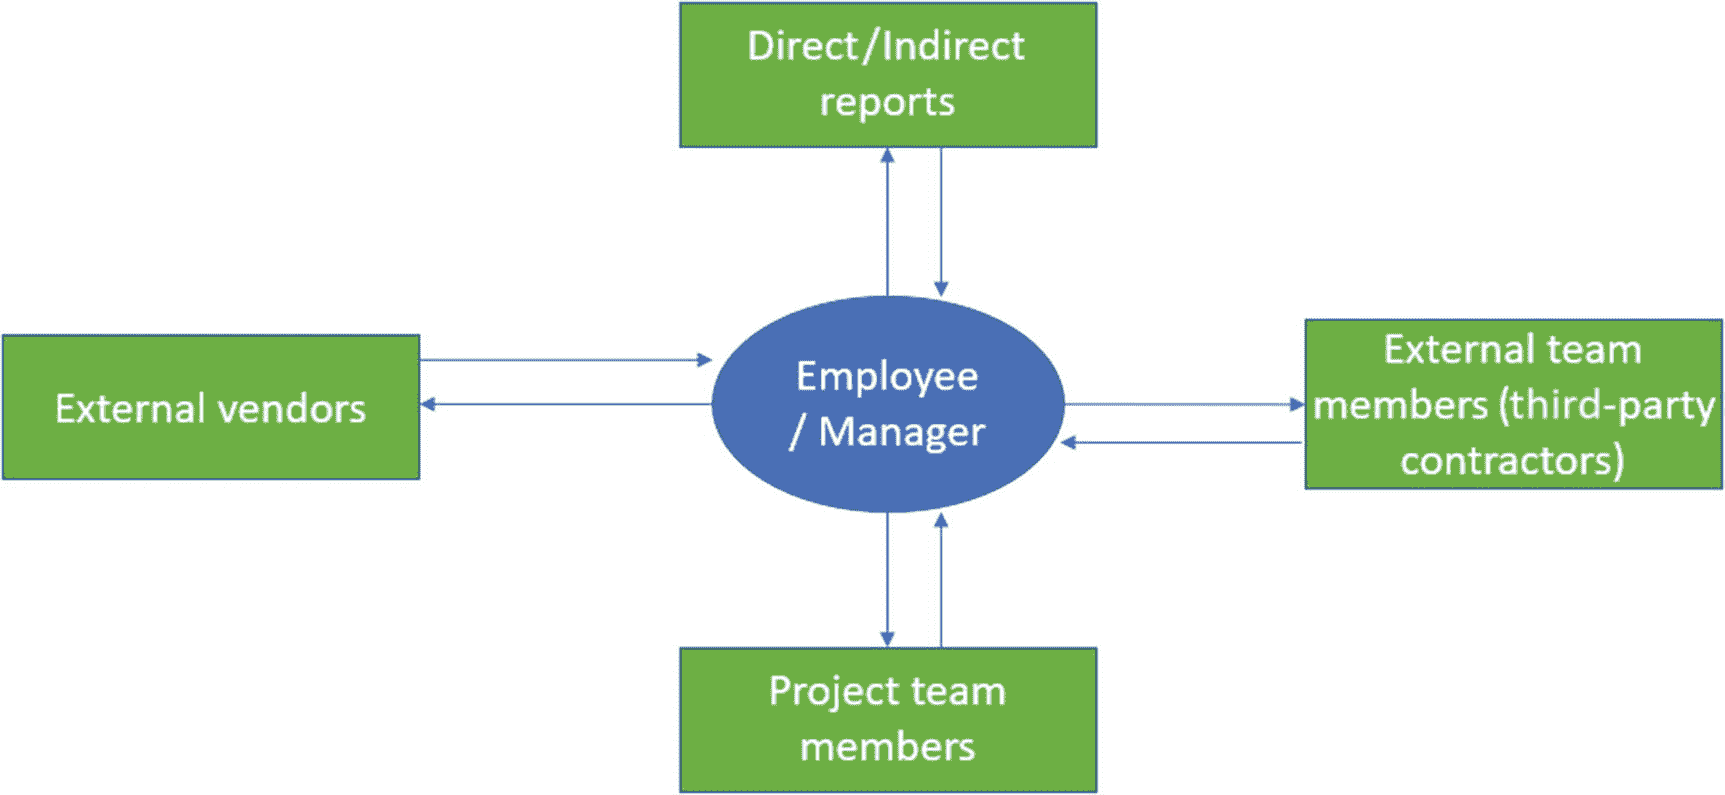 Direct/Indirect
reports
External vendors
Employee
/ Manager
External team
members (third-party
contractors)
Project team
members